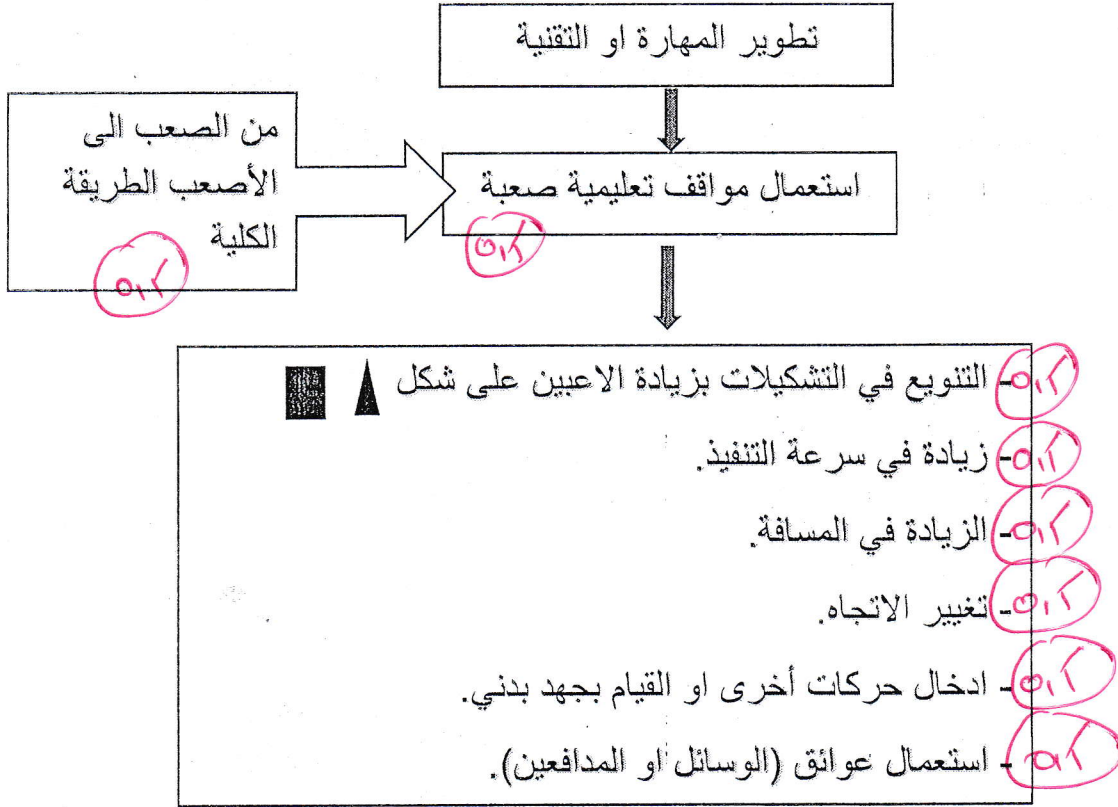 تطوير المهارة او التقنية
من الصعب الى
الأصعب الطريقة
الكلية
استعمال مواقف تعليمية صعبة
- التنويع في التشكيلات بزيادة الاعبين على شكل
- زيادة في سرعة التنفيذ.
- الزيادة في المسافة.
- تغيير الاتجاه.
- ادخال حركات أخرى او القيام بجهد بدني.
- استعمال عوائق (الوسائل او المدافعين).